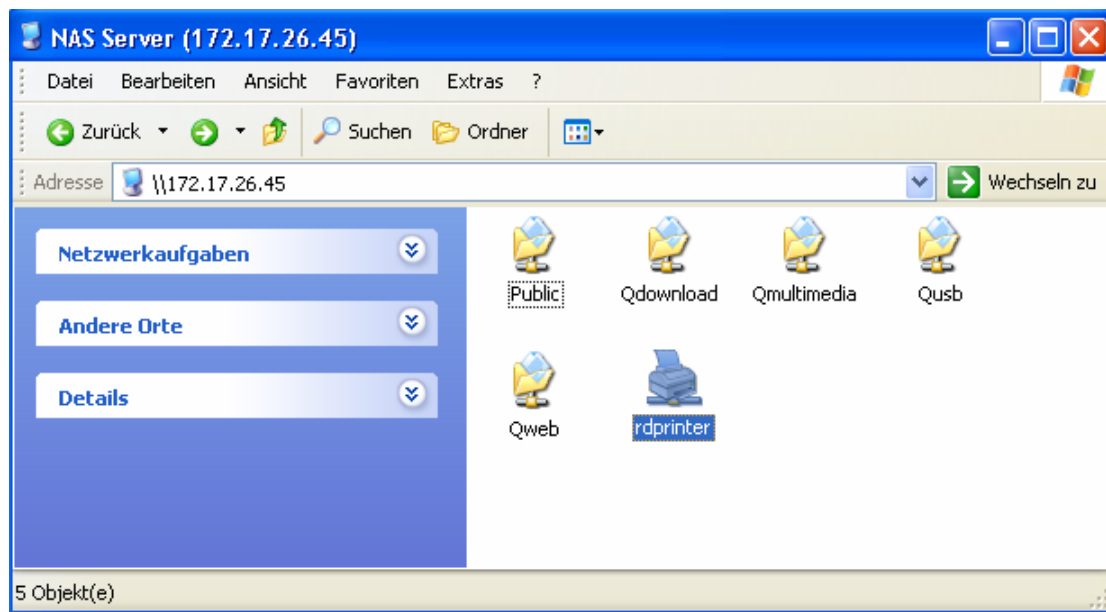 NAS Server (172.17.26.45)
Datei Bearbeiten Ansicht Favoriten Extras ?
Zurück Suchen Ordner
Adresse \\172.17.26.45 Wechseln zu
Netzwerkaufgaben
Andere Orte
Details
Public Qdownload Qmultimedia Qusb
Qweb rdprinter
5 Objekt(e)